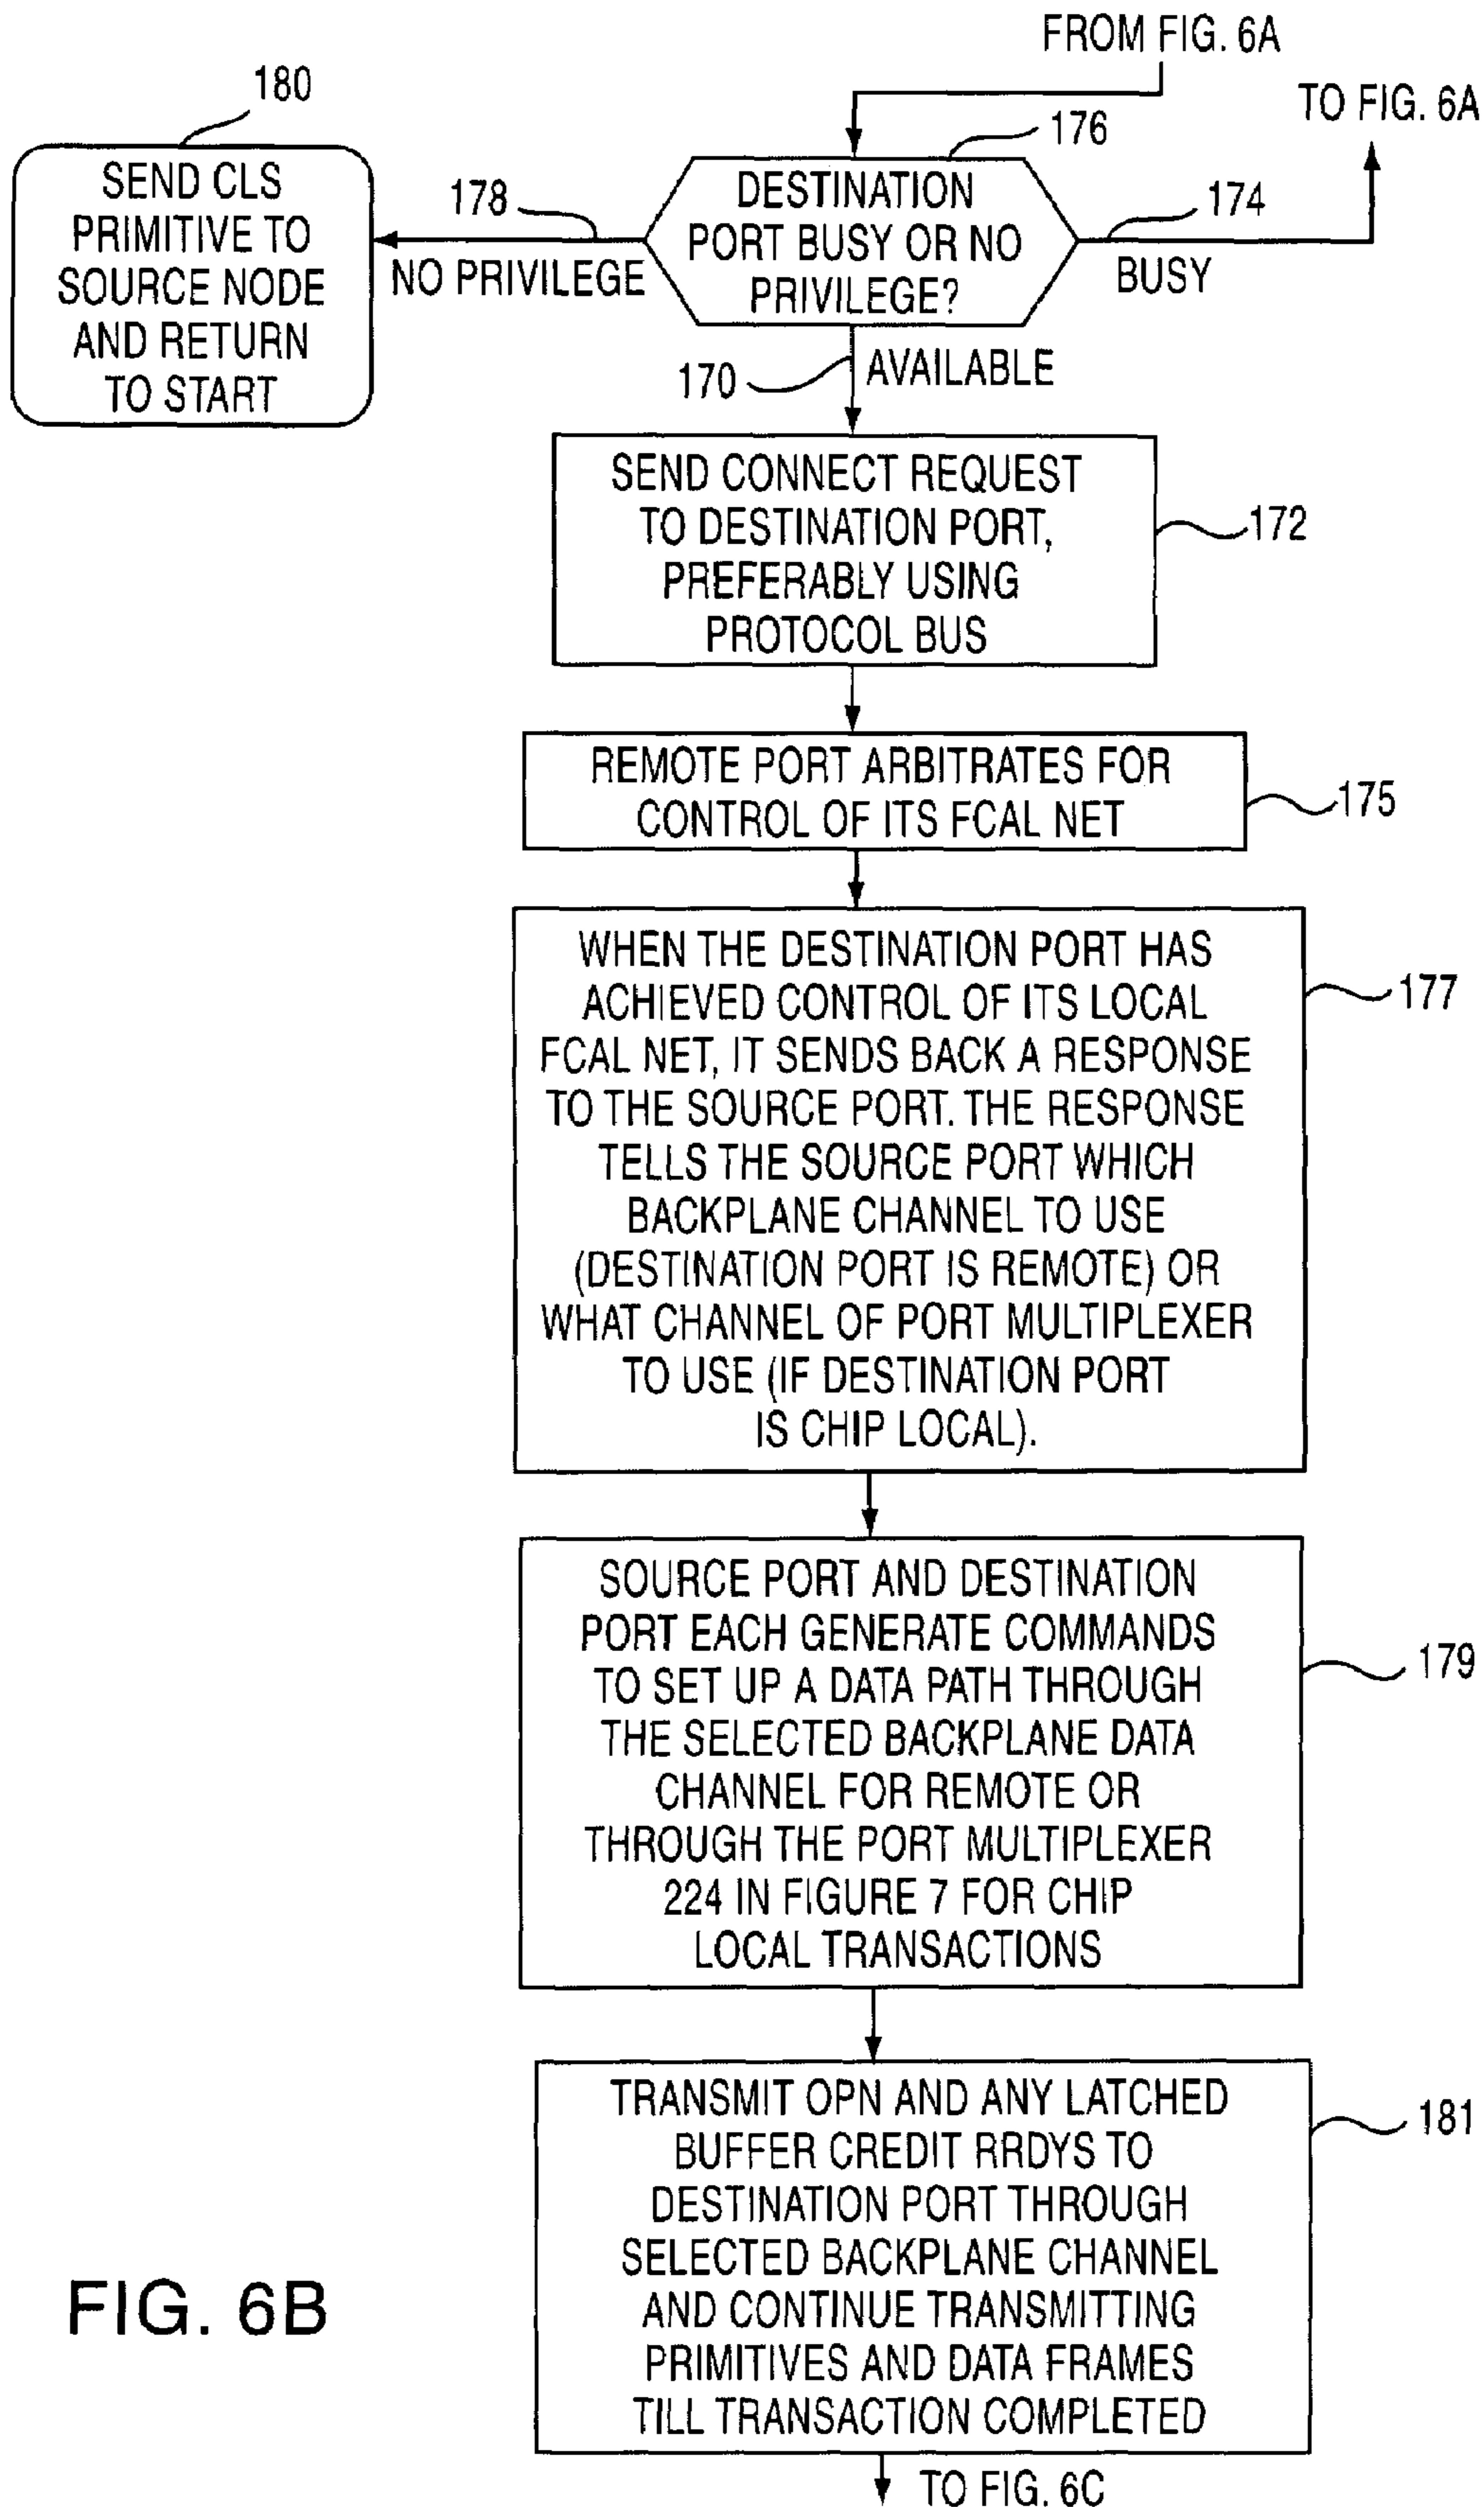 FROM FIG. 6A
TO FIG. 6A
180
176
SEND CLS
PRIMITIVE TO
SOURCE NODE
AND RETURN
TO START
178
NO PRIVILEGE
DESTINATION
PORT BUSY OR NO
PRIVILEGE?
174
BUSY
170
AVAILABLE
SEND CONNECT REQUEST
TO DESTINATION PORT,
PREFERABLY USING
PROTOCOL BUS
172
REMOTE PORT ARBITRATES FOR
CONTROL OF ITS FCAL NET
175
WHEN THE DESTINATION PORT HAS
ACHIEVED CONTROL OF ITS LOCAL
FCAL NET, IT SENDS BACK A RESPONSE
TO THE SOURCE PORT. THE RESPONSE
TELLS THE SOURCE PORT WHICH
BACKPLANE CHANNEL TO USE
(DESTINATION PORT IS REMOTE) OR
WHAT CHANNEL OF PORT MULTIPLEXER
TO USE (IF DESTINATION PORT
IS CHIP LOCAL).
177
SOURCE PORT AND DESTINATION
PORT EACH GENERATE COMMANDS
TO SET UP A DATA PATH THROUGH
THE SELECTED BACKPLANE DATA
CHANNEL FOR REMOTE OR
THROUGH THE PORT MULTIPLEXER
224 IN FIGURE 7 FOR CHIP
LOCAL TRANSACTIONS
179
TRANSMIT OPN AND ANY LATCHED
BUFFER CREDIT RRDYS TO
DESTINATION PORT THROUGH
SELECTED BACKPLANE CHANNEL
AND CONTINUE TRANSMITTING
PRIMITIVES AND DATA FRAMES
TILL TRANSACTION COMPLETED
181
FIG. 6B
TO FIG. 6C